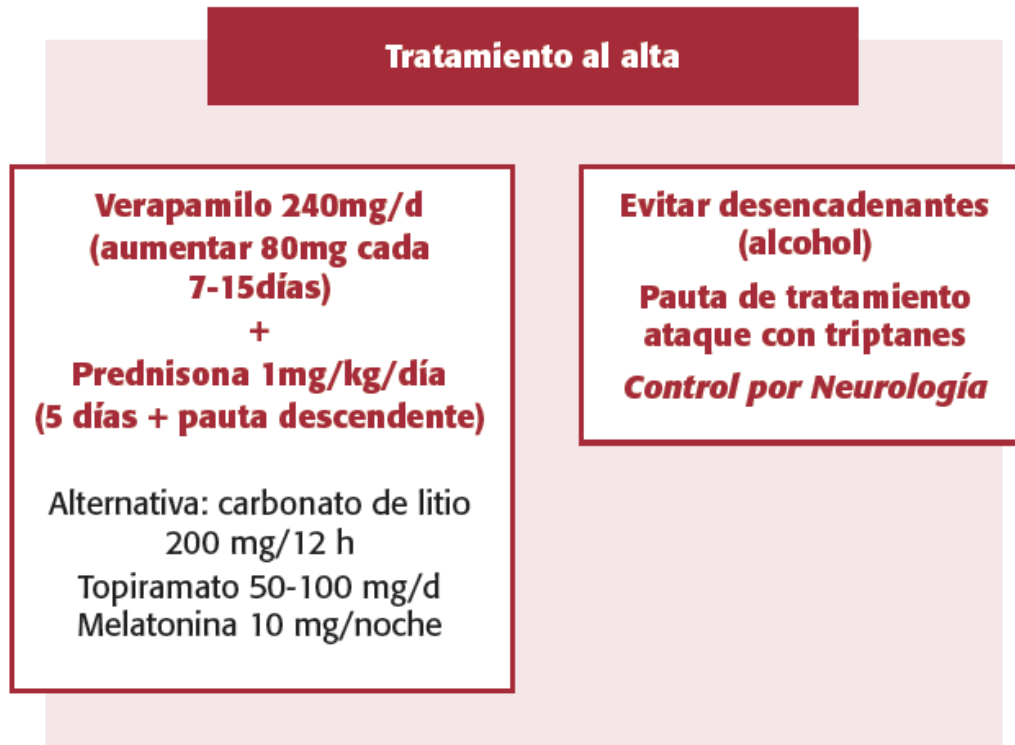 Tratamiento al alta
Verapamilo 240mg/d
(aumentar 80mg cada
7-15días)
+
Prednisona 1mg/kg/día
(5 días + pauta descendente)
Alternativa: carbonato de litio
200 mg/12 h
Topiramato 50-100 mg/d
Melatonina 10 mg/noche
Evitar desencadenantes
(alcohol)
Pauta de tratamiento
ataque con triptanes
Control por Neurología